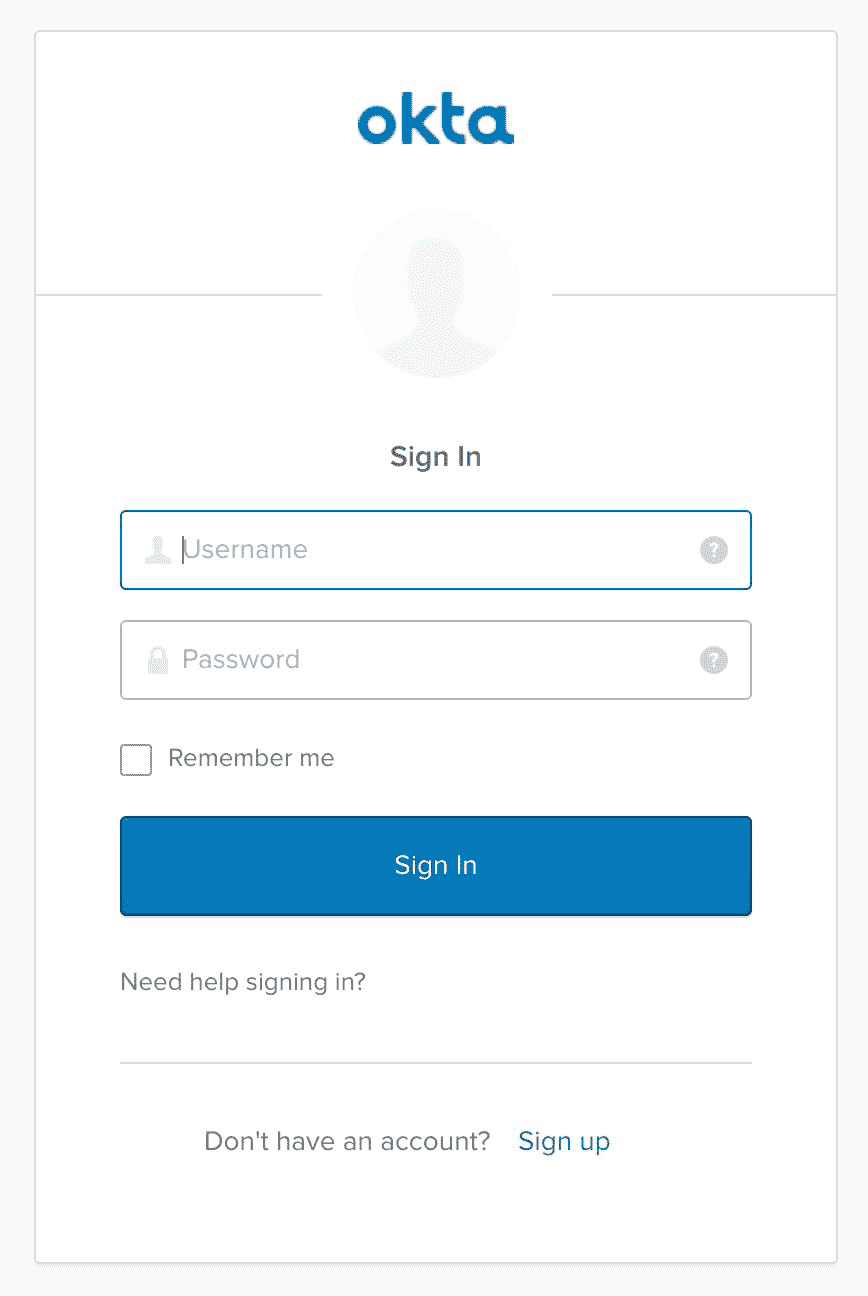 okta
Sign In
Username
?
Password
?
Remember me
Sign In
Need help signing in?
Don't have an account? Sign up